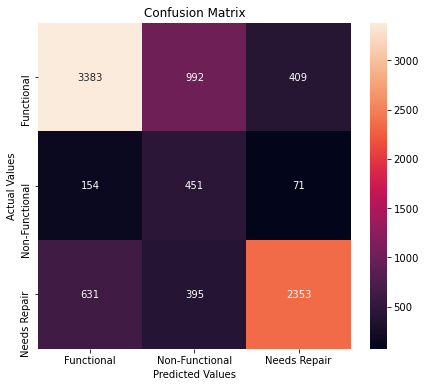 Confusion Matrix
Actual Values
Functional
Non-Functional
Needs Repair
3383 992 409
154 451 71
631 395 2353
Functional Non-Functional Needs Repair
Predicted Values
3000
2500
2000
1500
1000
500